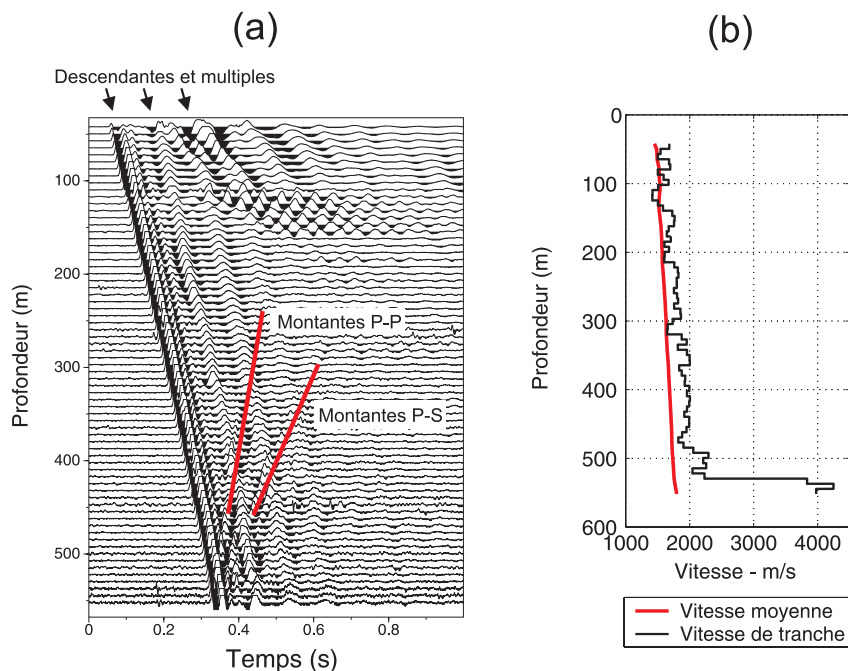 (a)
Descendantes et multiples
Profondeur (m)
100
200
300
400
500
Montantes P-P
Montantes P-S
0
0.2
0.4
0.6
0.8
Temps (s)
(b)
Profondeur (m)
0
100
200
300
400
500
600
1000
2000
3000
4000
Vitesse - m/s
Vitesse moyenne
Vitesse de tranche